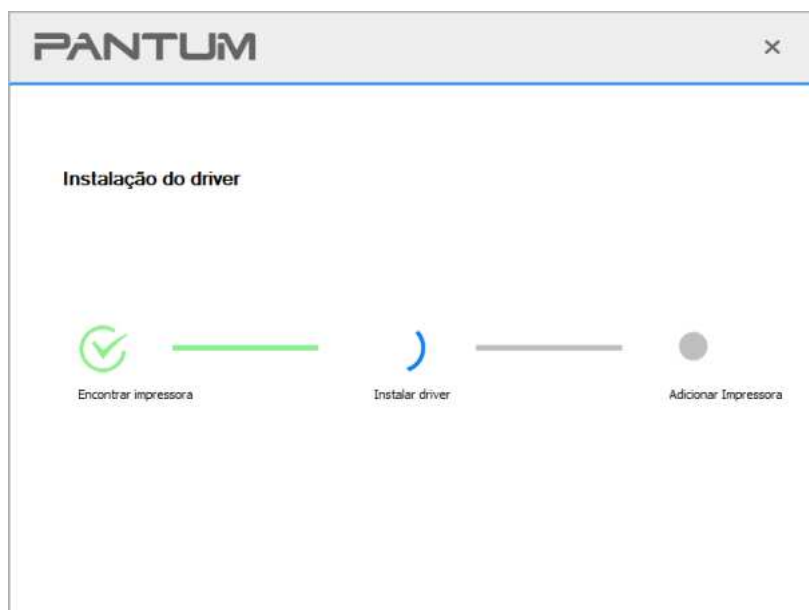 PANTUM
Instalação do driver
Encontrar impressora
Instalar driver
Adicionar Impressora